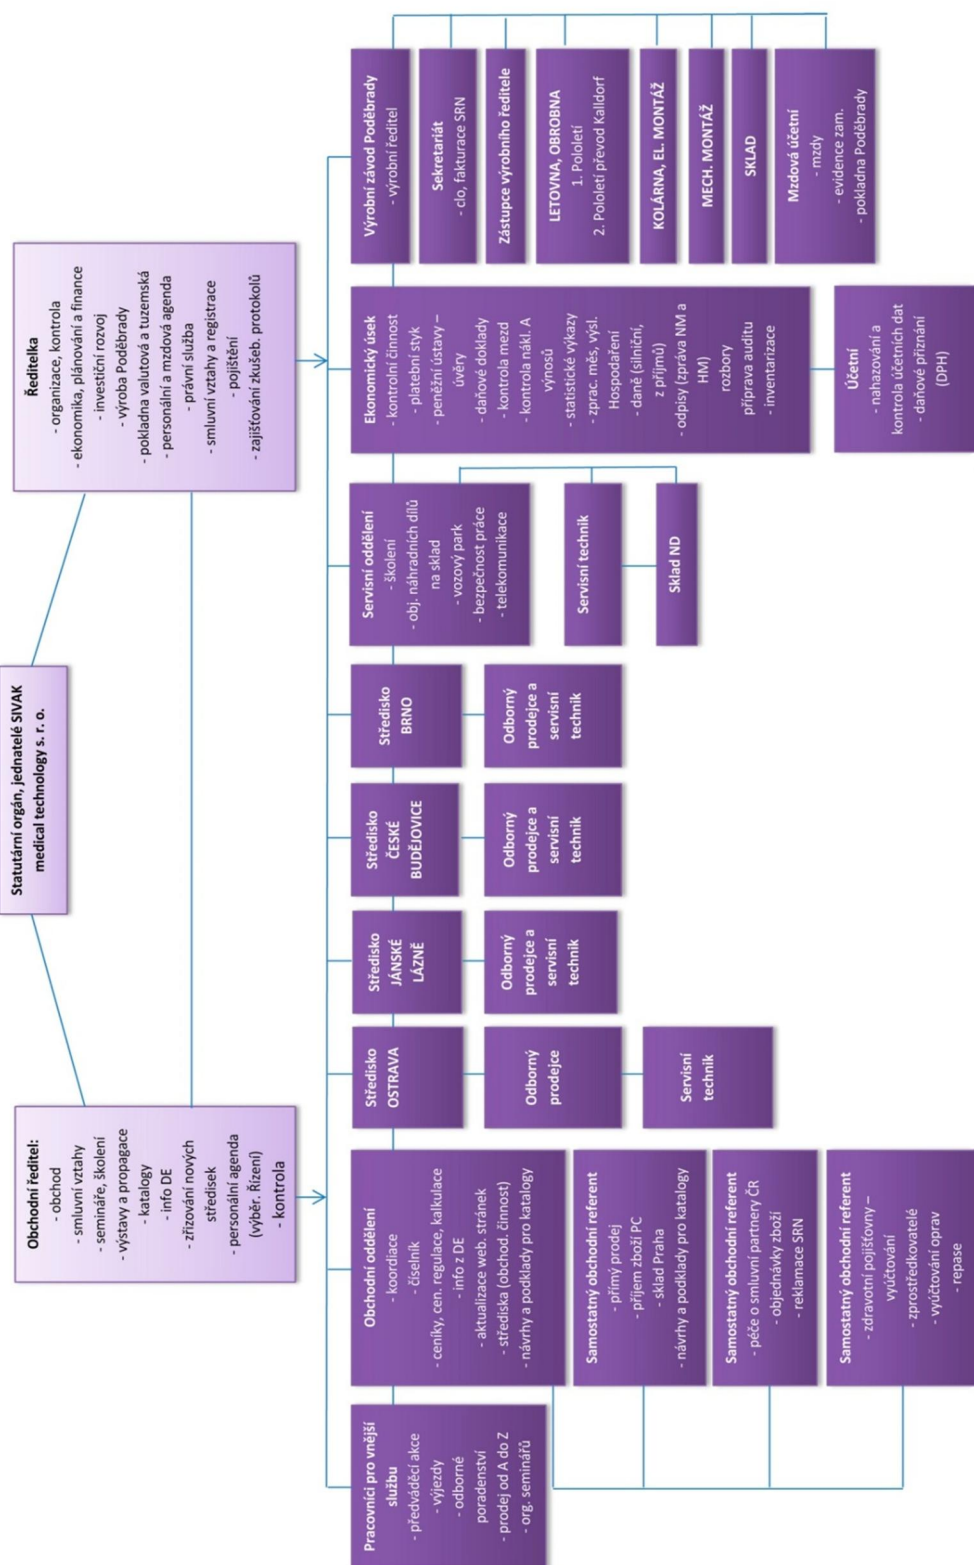 Statutární orgán, jednatelé SIVAK
medical technology s. r. o.
Obchodní ředitel:
- obchod
- smluvní vztahy
- semináře, školení
- výstavy a propagace
- katalogy
- info DE
- zřizování nových
středisek
- personální agenda
(výběr. Řízení)
- kontrola
Ředitelka
- organizace, kontrola
- ekonomika, plánování a finance
- investiční rozvoj
- výroba Poděbrady
- pokladna valutová a tuzemská
- personální a mzdová agenda
- právní služba
- smluvní vztahy a registrace
- pojištění
- zajišťování zkušeb. protokolů
Pracovníci pro vnější
službu
- předváděcí akce
- výjezdy
- odborné
poradenství
- prodej od A do Z
- org. seminářů
Obchodní oddělení
- koordiace
- číselník
- ceníky, cen. regulace, kalkulace
- info z DE
- aktualizace web. stránek
- střediska (obchod. činnost)
- návrhy a podklady pro katalogy
Samostatný obchodní referent
- přímý prodej
- příjem zboží PC
- sklad Praha
- návrhy a podklady pro katalogy
Samostatný obchodní referent
- péče o smluvní partnery ČR
- objednávky zboží
- reklamace SRN
Samostatný obchodní referent
- zdravotní pojišťovny –
vyúčtování
- zprostředkovatelé
- vyúčtování oprav
- repase
Středisko
OSTRAVA
Odborný
prodejce
Servisní
technik
Středisko
JÁNSKÉ
LÁZNĚ
Odborný
prodejce a
servisní
technik
Středisko
ČESKÉ
BUDĚJOVICE
Odborný
prodejce a
servisní
technik
Středisko
BRNO
Odborný
prodejce a
servisní
technik
Servisní oddělení
- školení
- obj. náhradních dílů
na sklad
- vozový park
- bezpečnost práce
- telekomunikace
Servisní technik
Sklad ND
Ekonomický úsek
- kontrolní činnost
- platební styk
- peněžní ústavy –
úvěry
- daňové doklady
- kontrola mezd
- kontrola nákl. A
výnosů
- statistické výkazy
- zprac. měs, výsl.
Hospodaření
- daně (silniční,
z příjmů)
- odpisy (zpráva NM a
HM)
- rozbory
příprava auditu
- inventarizace
Účetní
- nahazování a
kontrola účetních dat
- daňové přiznání
(DPH)
Výrobní závod Poděbrady
- výrobní ředitel
Sekretariát
- clo, fakturace SRN
Zástupce výrobního ředitele
LETOVNA, OBROBNA
1. Pololetí
2. Pololetí převod Kalldorf
KOLÁRNA, EL. MONTÁŽ
MECH. MONTÁŽ
SKLAD
Mzdová účetní
- mzdy
- evidence zam.
- pokladna Poděbrady